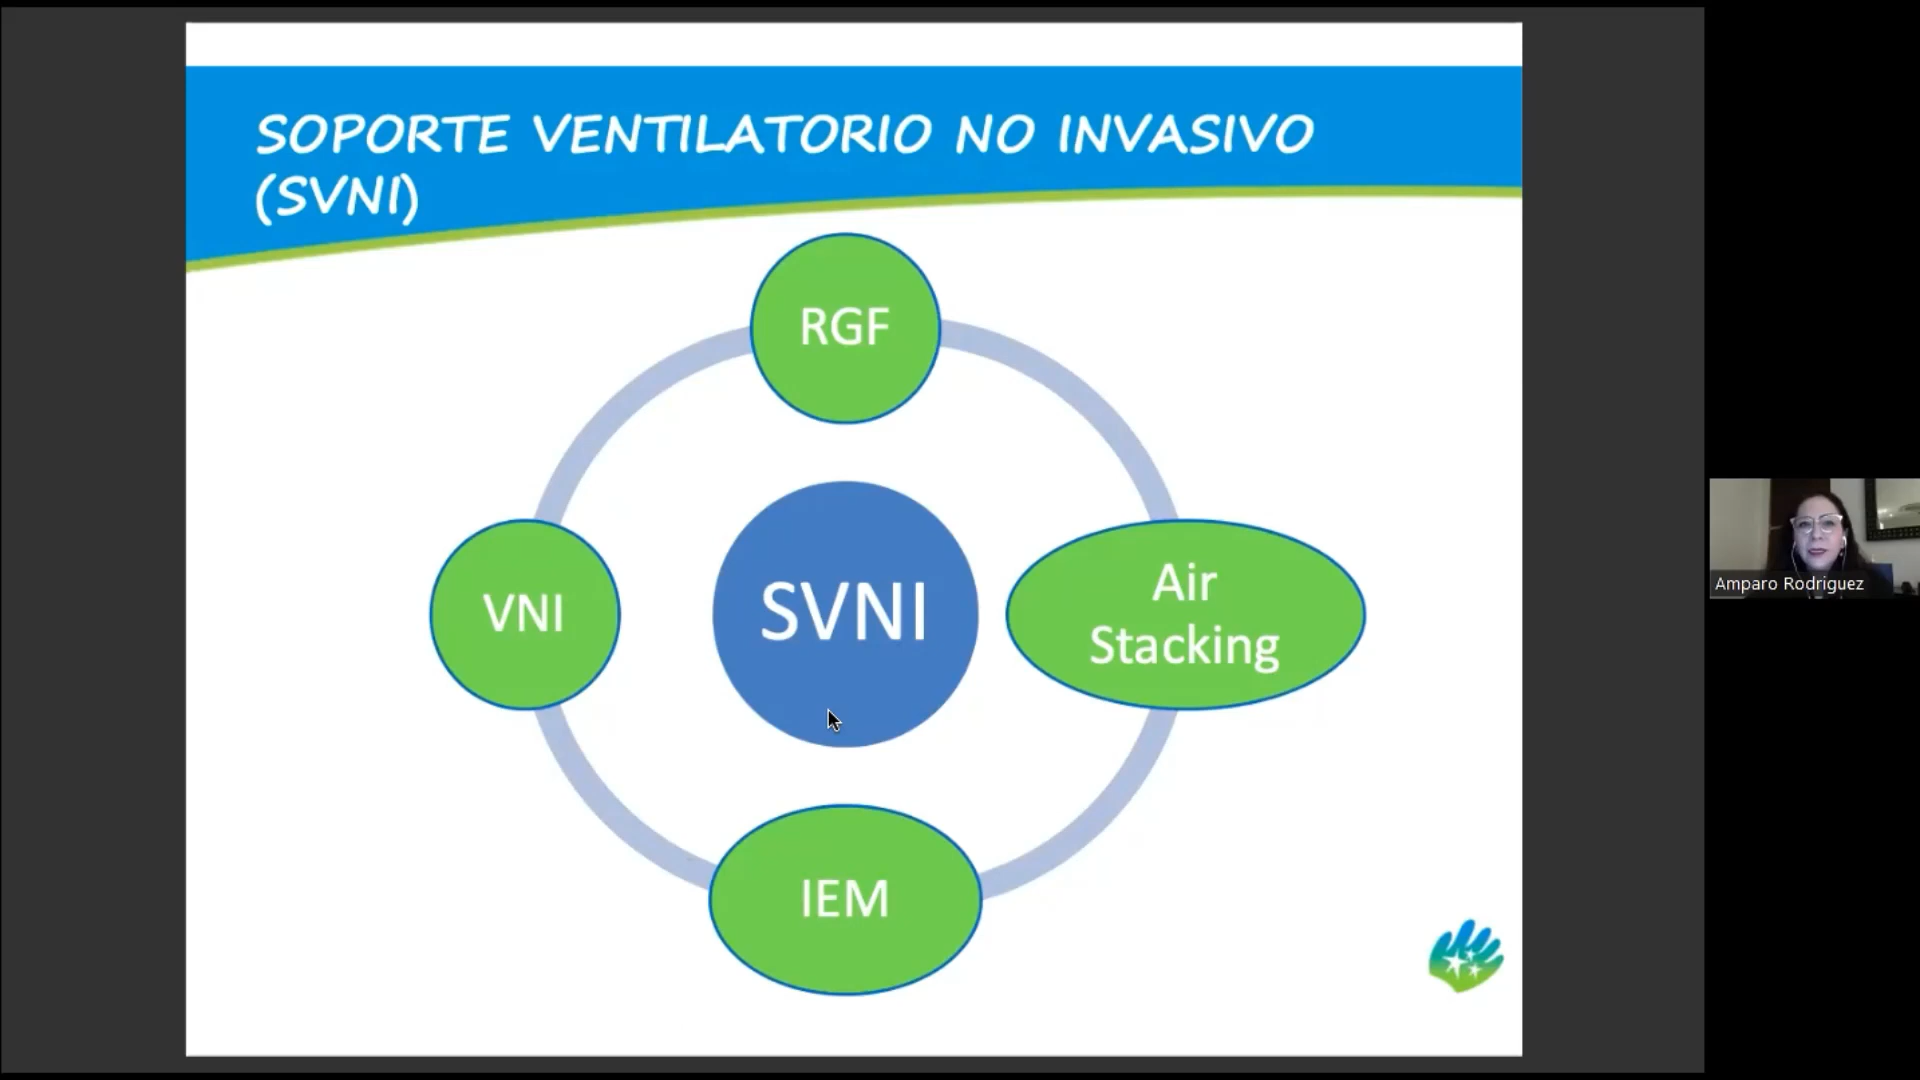 SOPORTE VENTILATORIO NO INVASIVO
(SVNI)
RGF
VNI
SVNI
Air
Stacking
IEM
Amparo Rodriguez